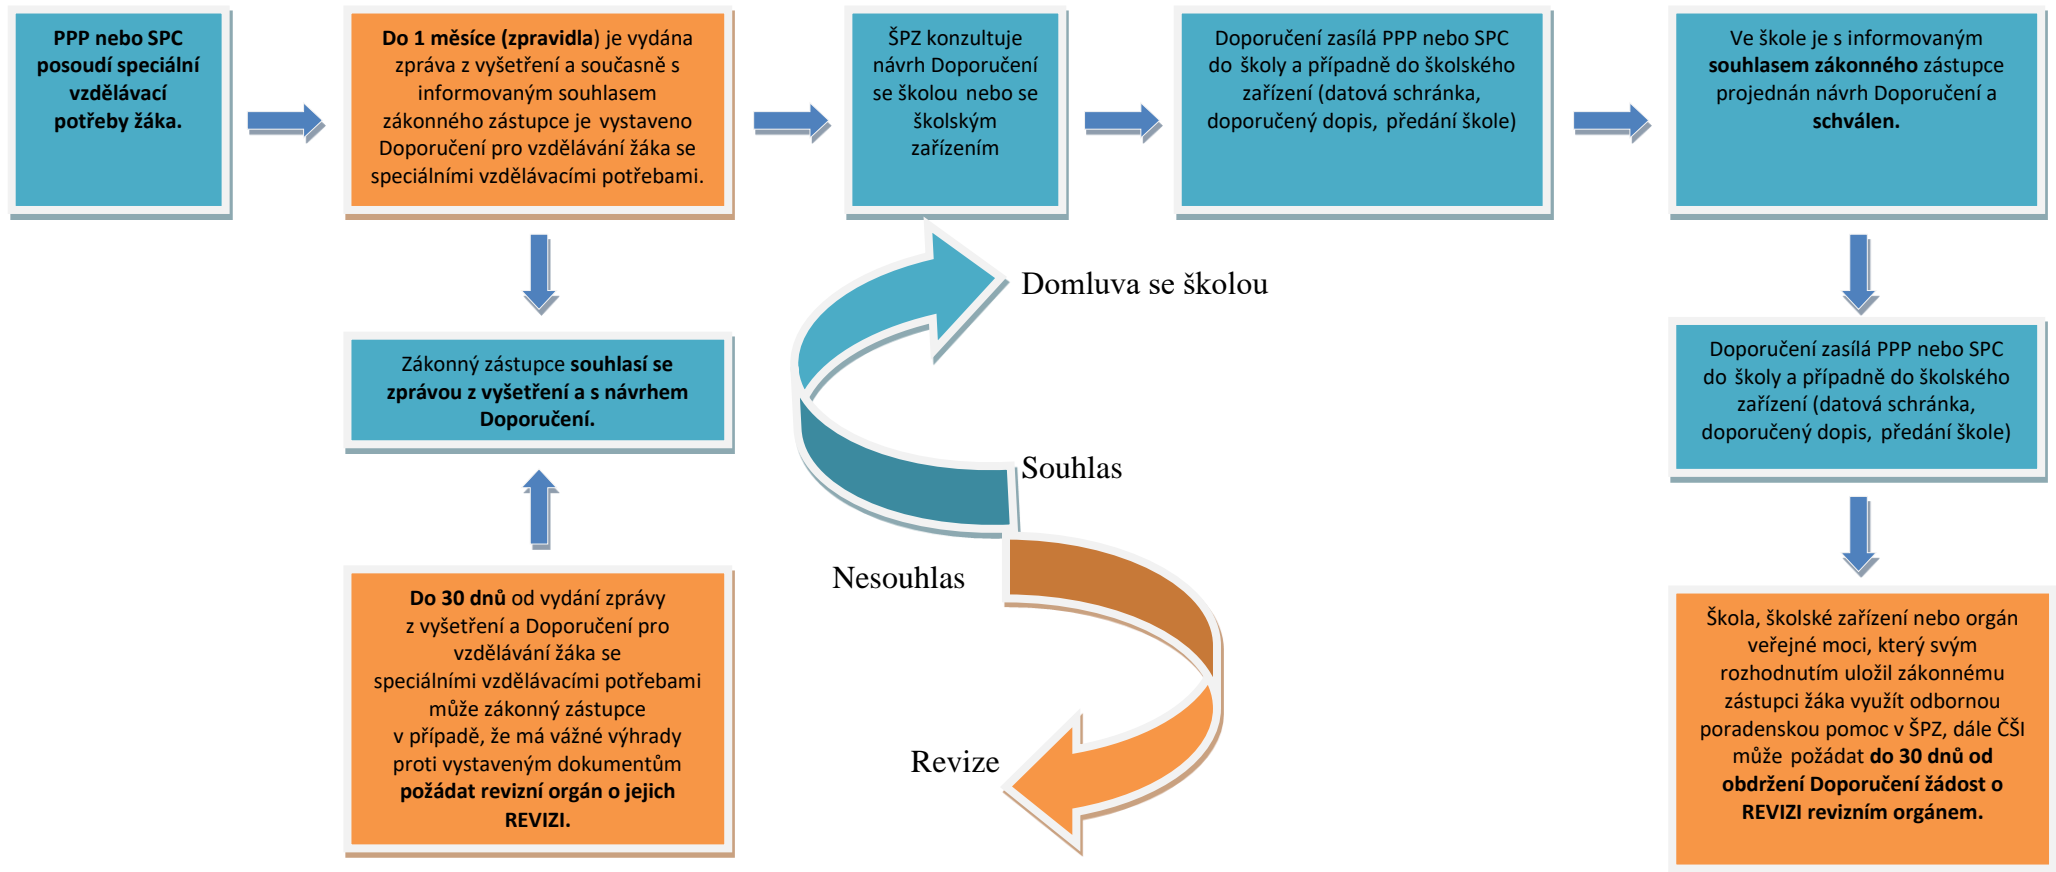 PPP nebo SPC
posoudí speciální
vzdělávací
potřeby žáka.
Do 1 měsíce (zpravidla) je vydána
zpráva z vyšetření a současně s
informovaným souhlasem
zákonného zástupce je vystaveno
Doporučení pro vzdělávání žáka se
speciálními vzdělávacími potřebami.
ŠPZ konzultuje
návrh Doporučení
se školou nebo se
školským
zařízením
Doporučení zasílá PPP nebo SPC
do školy a případně do školského
zařízení (datová schránka,
doporučený dopis, předání škole)
Ve škole je s informovaným
souhlasem zákonného zástupce
projednán návrh Doporučení a
schválen.
Zákonný zástupce souhlasí se
zprávou z vyšetření a s návrhem
Doporučení.
Do 30 dnů od vydání zprávy
z vyšetření a Doporučení pro
vzdělávání žáka se
speciálními vzdělávacími potřebami
může zákonný zástupce
v případě, že má vážné výhrady
proti vystaveným dokumentům
požádat revizní orgán o jejich
REVIZI.
Domluva se školou
Souhlas
Nesouhlas
Revize
Doporučení zasílá PPP nebo SPC
do školy a případně do školského
zařízení (datová schránka,
doporučený dopis, předání škole)
Škola, školské zařízení nebo orgán
veřejné moci, který svým
rozhodnutím uložil zákonnému
zástupci žáka využít odbornou
poradenskou pomoc v ŠPZ, dále ČŠI
může požádat do 30 dnů od
obdržení Doporučení žádost o
REVIZI revizním orgánem.